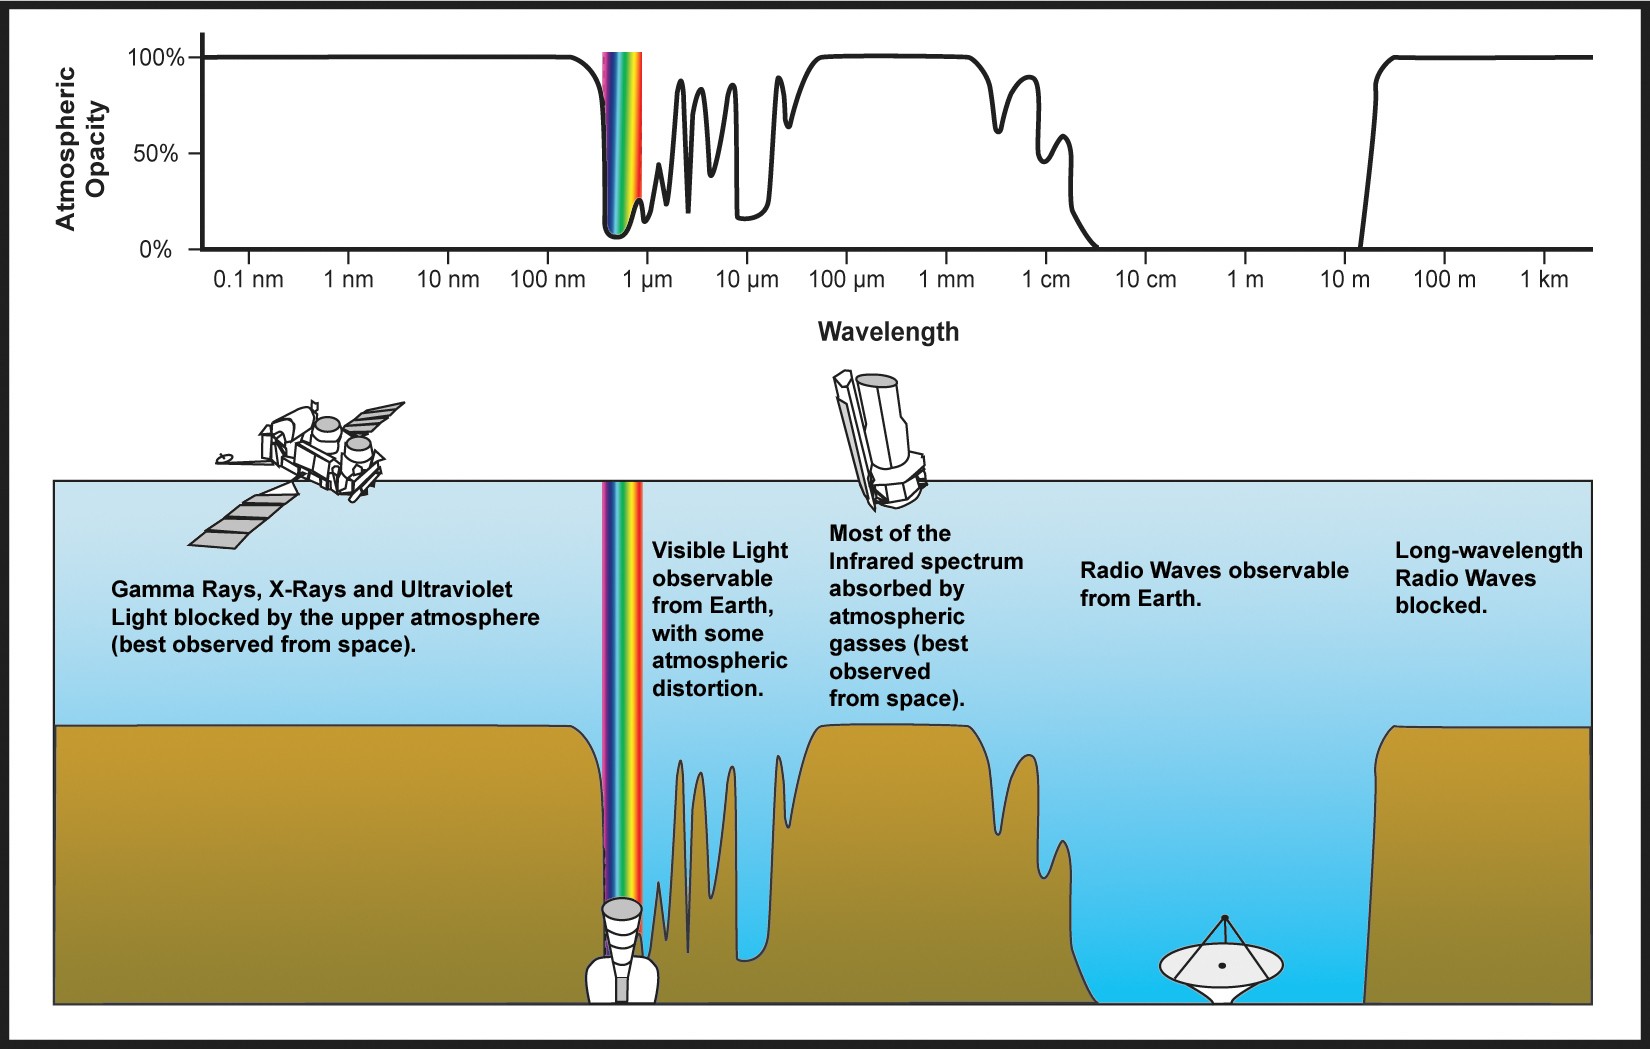 Atmospheric
Opacity
100%
50%
0%
0.1 nm 1 nm 10 nm 100 nm 1 µm 10 µm 100 µm 1 mm 1 cm 10 cm 1 m 10 m 100 m 1 km
Wavelength
Gamma Rays, X-Rays and Ultraviolet
Light blocked by the upper atmosphere
(best observed from space).
Visible Light
observable
from Earth,
with some
atmospheric
distortion.
Most of the
Infrared spectrum
absorbed by
atmospheric
gasses (best
observed
from space).
Radio Waves observable
from Earth.
Long-wavelength
Radio Waves
blocked.